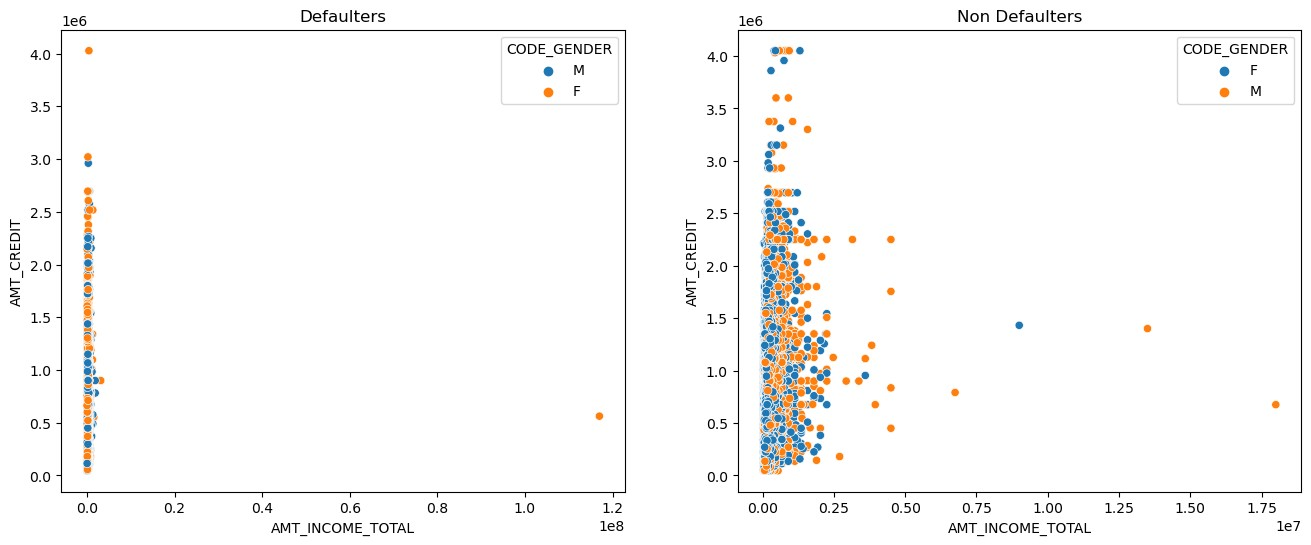 Defaulters
1e6
CODE_GENDER
M
F
4.0
3.5
3.0
2.5
2.0
1.5
1.0
0.5
0.0
AMT_CREDIT
0.0 0.2 0.4 0.6 0.8 1.0 1.2
1e8
AMT_INCOME_TOTAL
Non Defaulters
1e6
CODE_GENDER
F
M
4.0
3.5
3.0
2.5
2.0
1.5
1.0
0.5
0.0
AMT_CREDIT
0.00 0.25 0.50 0.75 1.00 1.25 1.50 1.75
1e7
AMT_INCOME_TOTAL